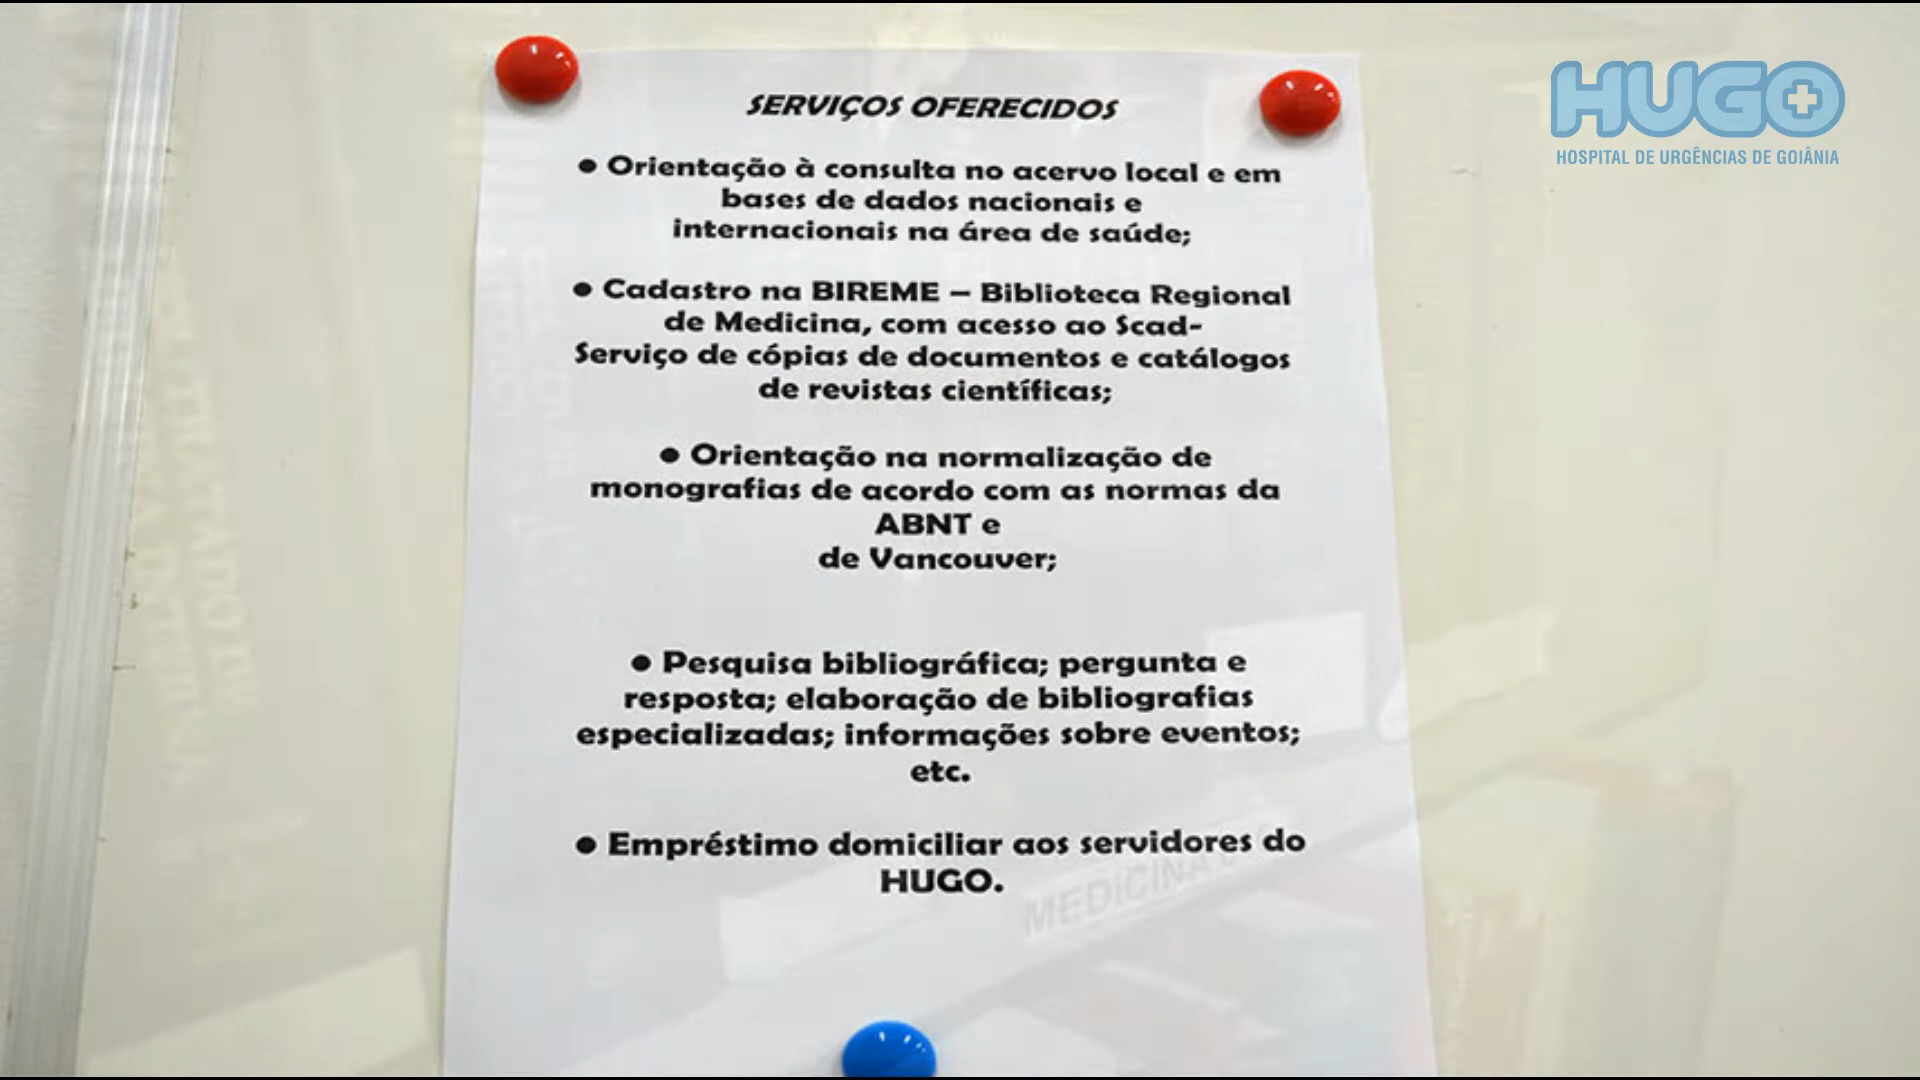 SERVIÇOS OFERECIDOS
● Orientação à consulta no acervo local e em
bases de dados nacionais e
internacionais na área de saúde;
● Cadastro na BIREME – Biblioteca Regional
de Medicina, com acesso ao Scad-
Serviço de cópias de documentos e catálogos
de revistas científicas;
● Orientação na normalização de
monografias de acordo com as normas da
ABNT e
de Vancouver;
● Pesquisa bibliográfica; pergunta e
resposta; elaboração de bibliografias
especializadas; informações sobre eventos;
etc.
● Empréstimo domiciliar aos servidores do
HUGO.
HUGO
HOSPITAL DE URGÊNCIAS DE GOIÂNIA
MEDICINA